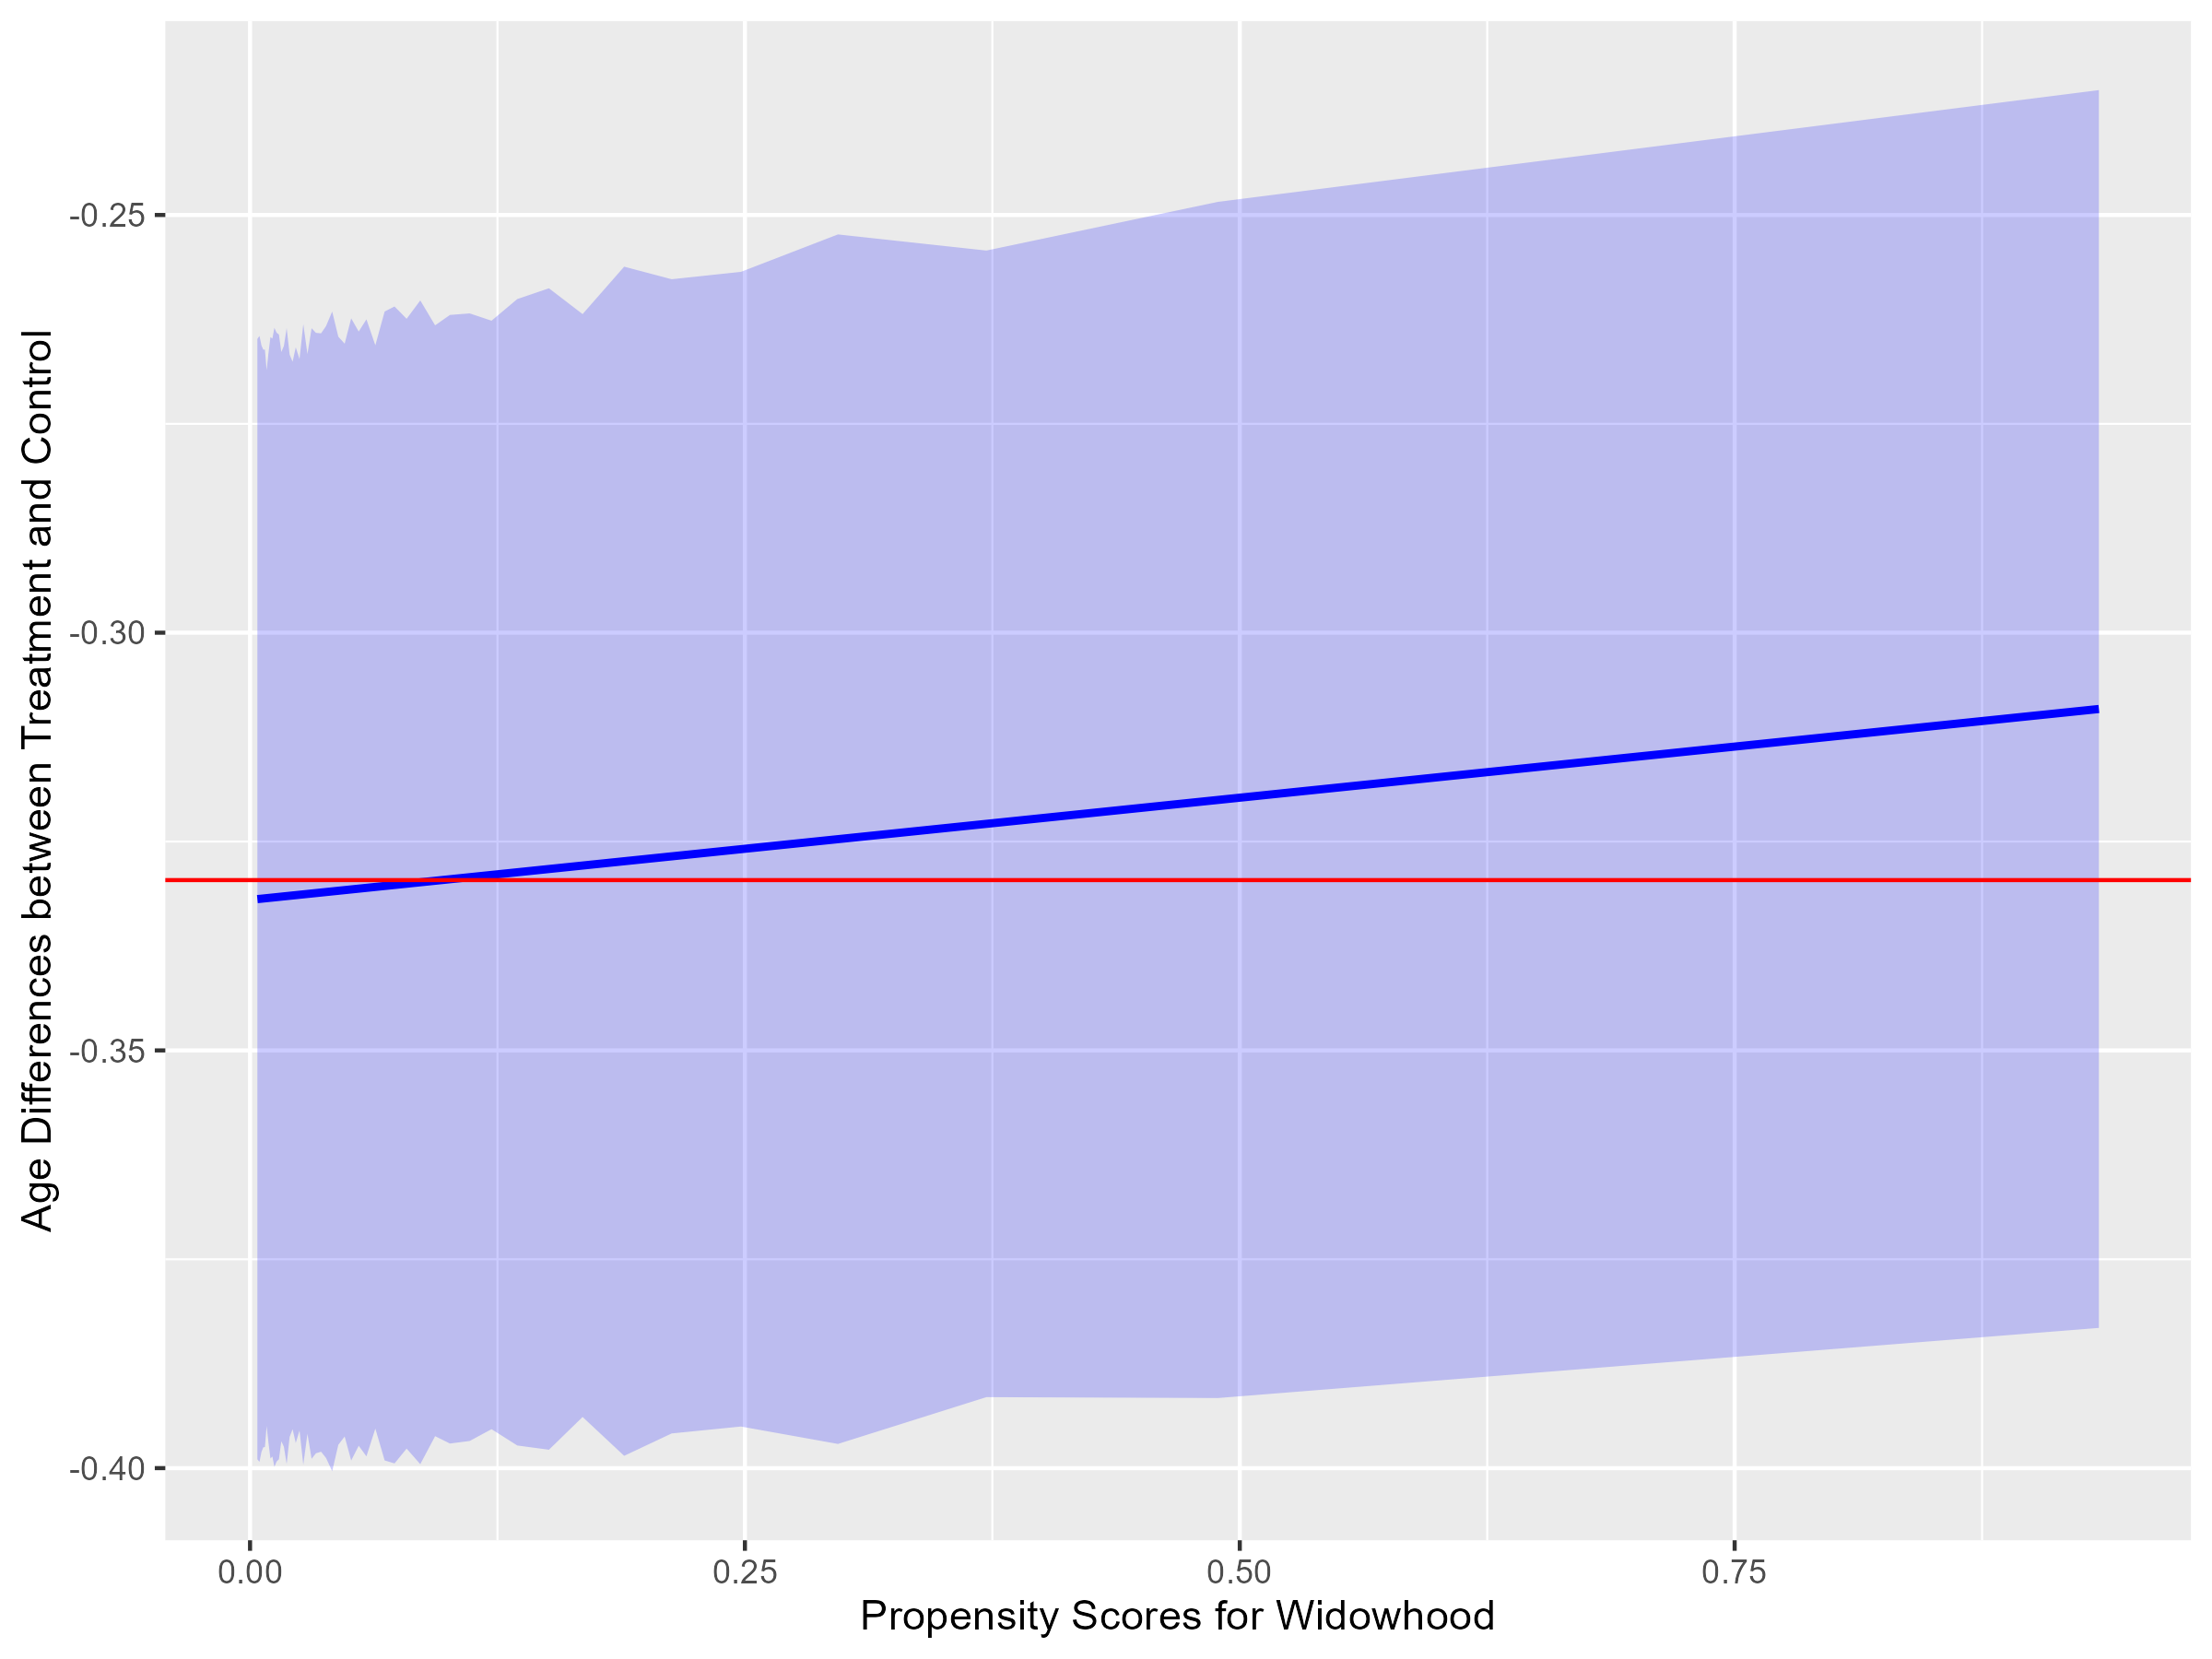 Age Differences between Treatment and Control
-0.25
-0.30
-0.35
-0.40
0.00 0.25 0.50 0.75
Propensity Scores for Widowhood